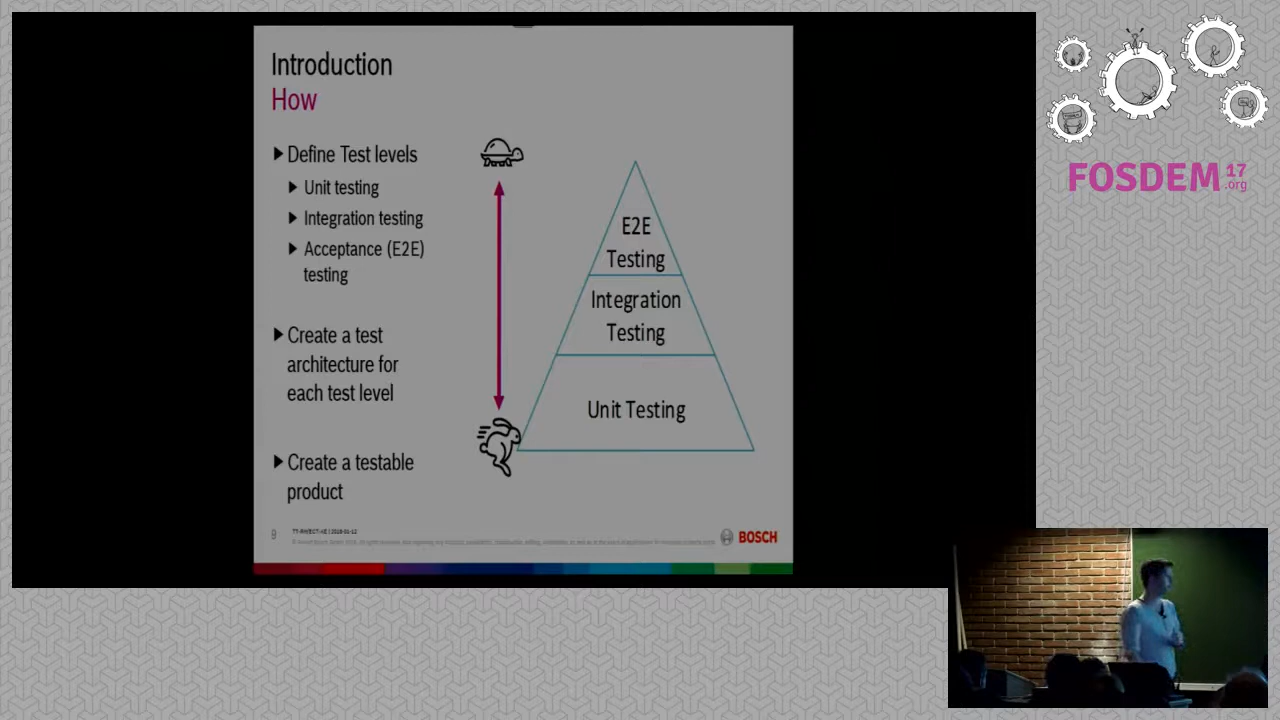 Introduction
How
Define Test levels
Unit testing
Integration testing
Acceptance (E2E)
testing
Create a test
architecture for
each test level
Create a testable
product
E2E
Testing
Integration
Testing
Unit Testing
9
BOSCH
FOSDEM 17
.org